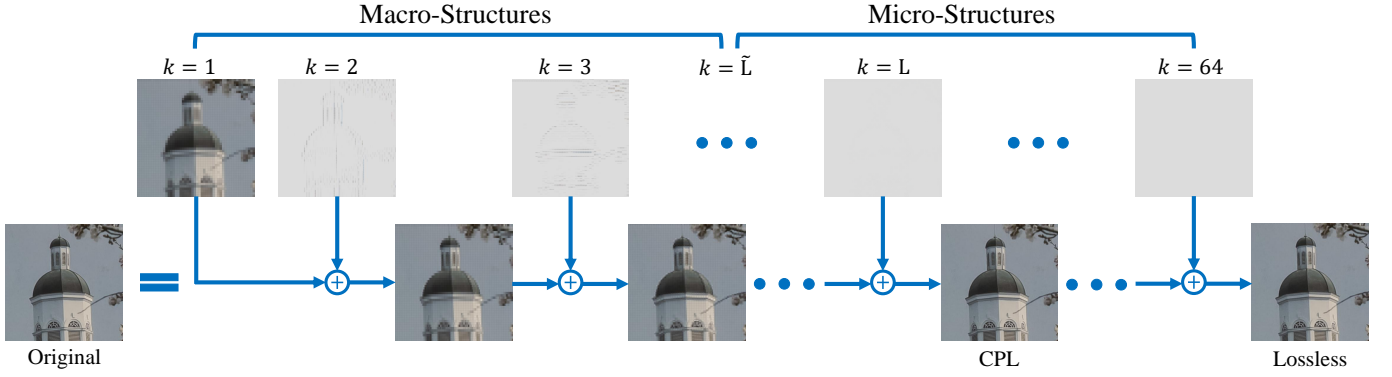 Macro-Structures
Micro-Structures
k = 1
k = 2
k = 3
k = L̃
k = L
k = 64
Original
CPL
Lossless